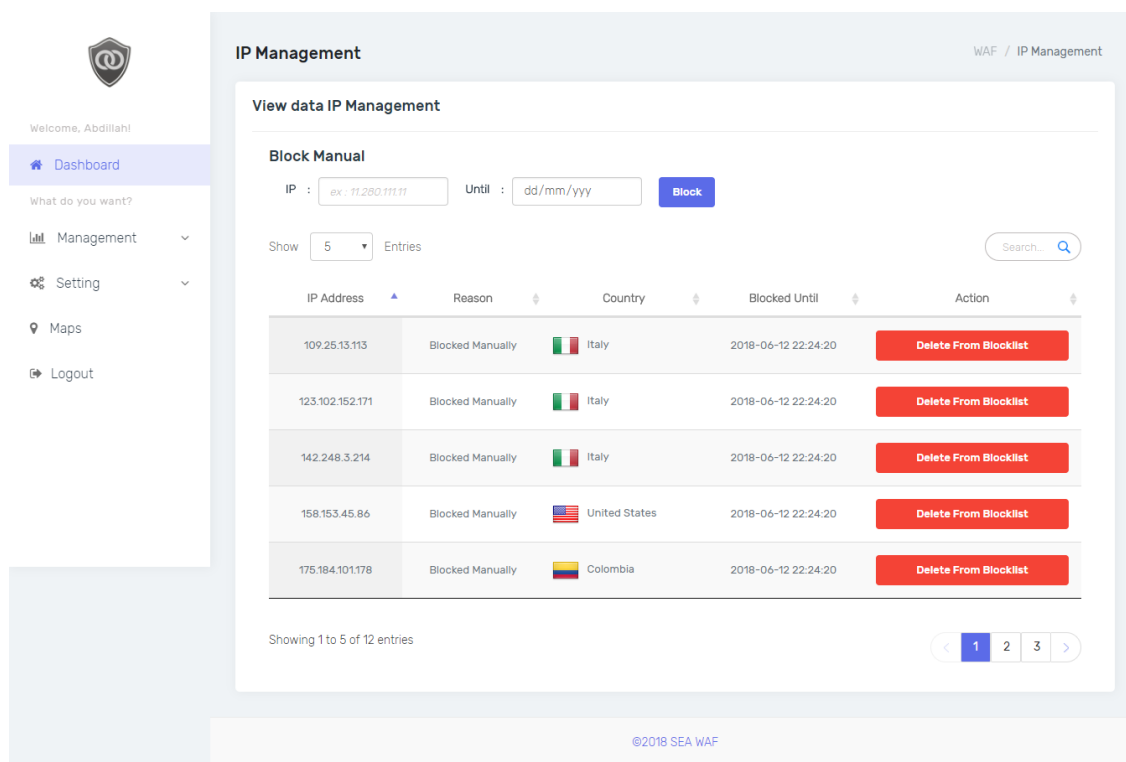 IP Management
WAF / IP Management
View data IP Management
Welcome, Abdillah!
Dashboard
What do you want?
Management
Setting
Maps
Logout
Block Manual
IP : ex : 11.280.111.11 Until : dd/mm/yyy Block
Show 5 Entries Search...
IP Address Reason Country Blocked Until Action
109.25.13.113 Blocked Manually Italy 2018-06-12 22:24:20 Delete From Blocklist
123.102.152.171 Blocked Manually Italy 2018-06-12 22:24:20 Delete From Blocklist
142.248.3.214 Blocked Manually Italy 2018-06-12 22:24:20 Delete From Blocklist
158.153.45.86 Blocked Manually United States 2018-06-12 22:24:20 Delete From Blocklist
175.184.101.178 Blocked Manually Colombia 2018-06-12 22:24:20 Delete From Blocklist
Showing 1 to 5 of 12 entries
1 2 3
©2018 SEA WAF